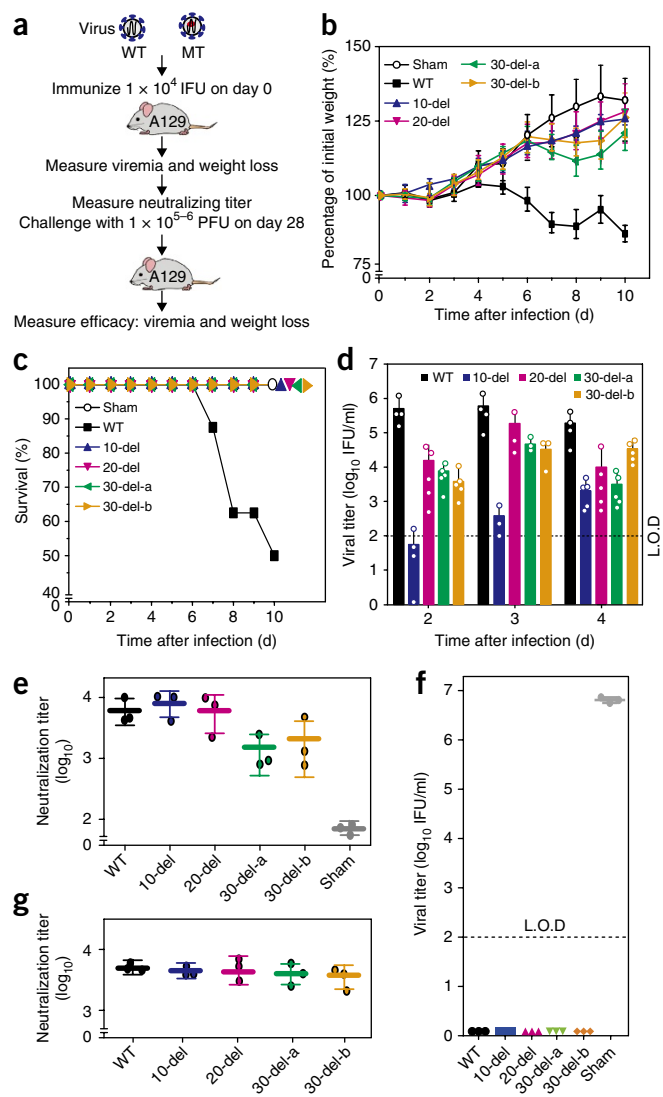 a
Virus
WT
MT
Immunize 1 × 10⁴ IFU on day 0
A129
Measure viremia and weight loss
Measure neutralizing titer
Challenge with 1 × 10⁵⁻⁶ PFU on day 28
A129
Measure efficacy: viremia and weight loss
b
Sham
WT
10-del
20-del
30-del-a
30-del-b
Percentage of initial weight (%)
150
125
100
75
0
0 2 4 6 8 10
Time after infection (d)
c
Sham
WT
10-del
20-del
30-del-a
30-del-b
Survival (%)
100
90
80
70
60
50
40
0
0 2 4 6 8 10
Time after infection (d)
d
WT 10-del 20-del 30-del-a
30-del-b
Viral titer (log₁₀ IFU/ml)
7
6
5
4
3
2
1
0
L.O.D
2 3 4
Time after infection (d)
e
Neutralization titer
(log₁₀)
4
3
2
0
WT
10-del
20-del
30-del-a
30-del-b
Sham
f
Viral titer (log₁₀ IFU/ml)
7
6
5
4
3
2
1
0
L.O.D
WT
10-del
20-del
30-del-a
30-del-b
Sham
g
Neutralization titer
(log₁₀)
4
3
0
WT
10-del
20-del
30-del-a
30-del-b